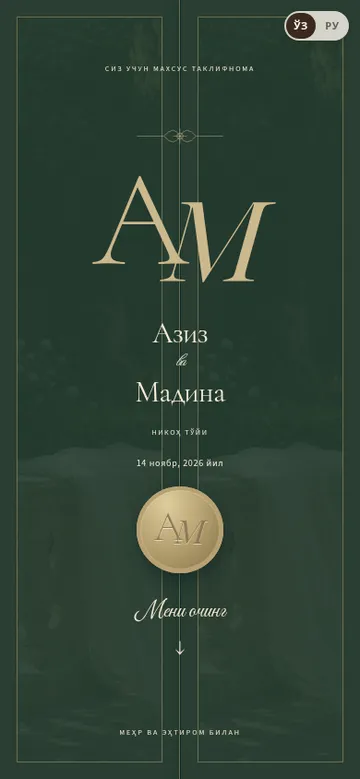 ЎЗ РУ
СИЗ УЧУН МАХСУС ТАКЛИФНОМА
AM
Азиз
ва
Мадина
НИКОҲ ТЎЙИ
14 ноябр, 2026 йил
AM
Мени очинг
↓
МЕҲР ВА ЭҲТИРОМ БИЛАН